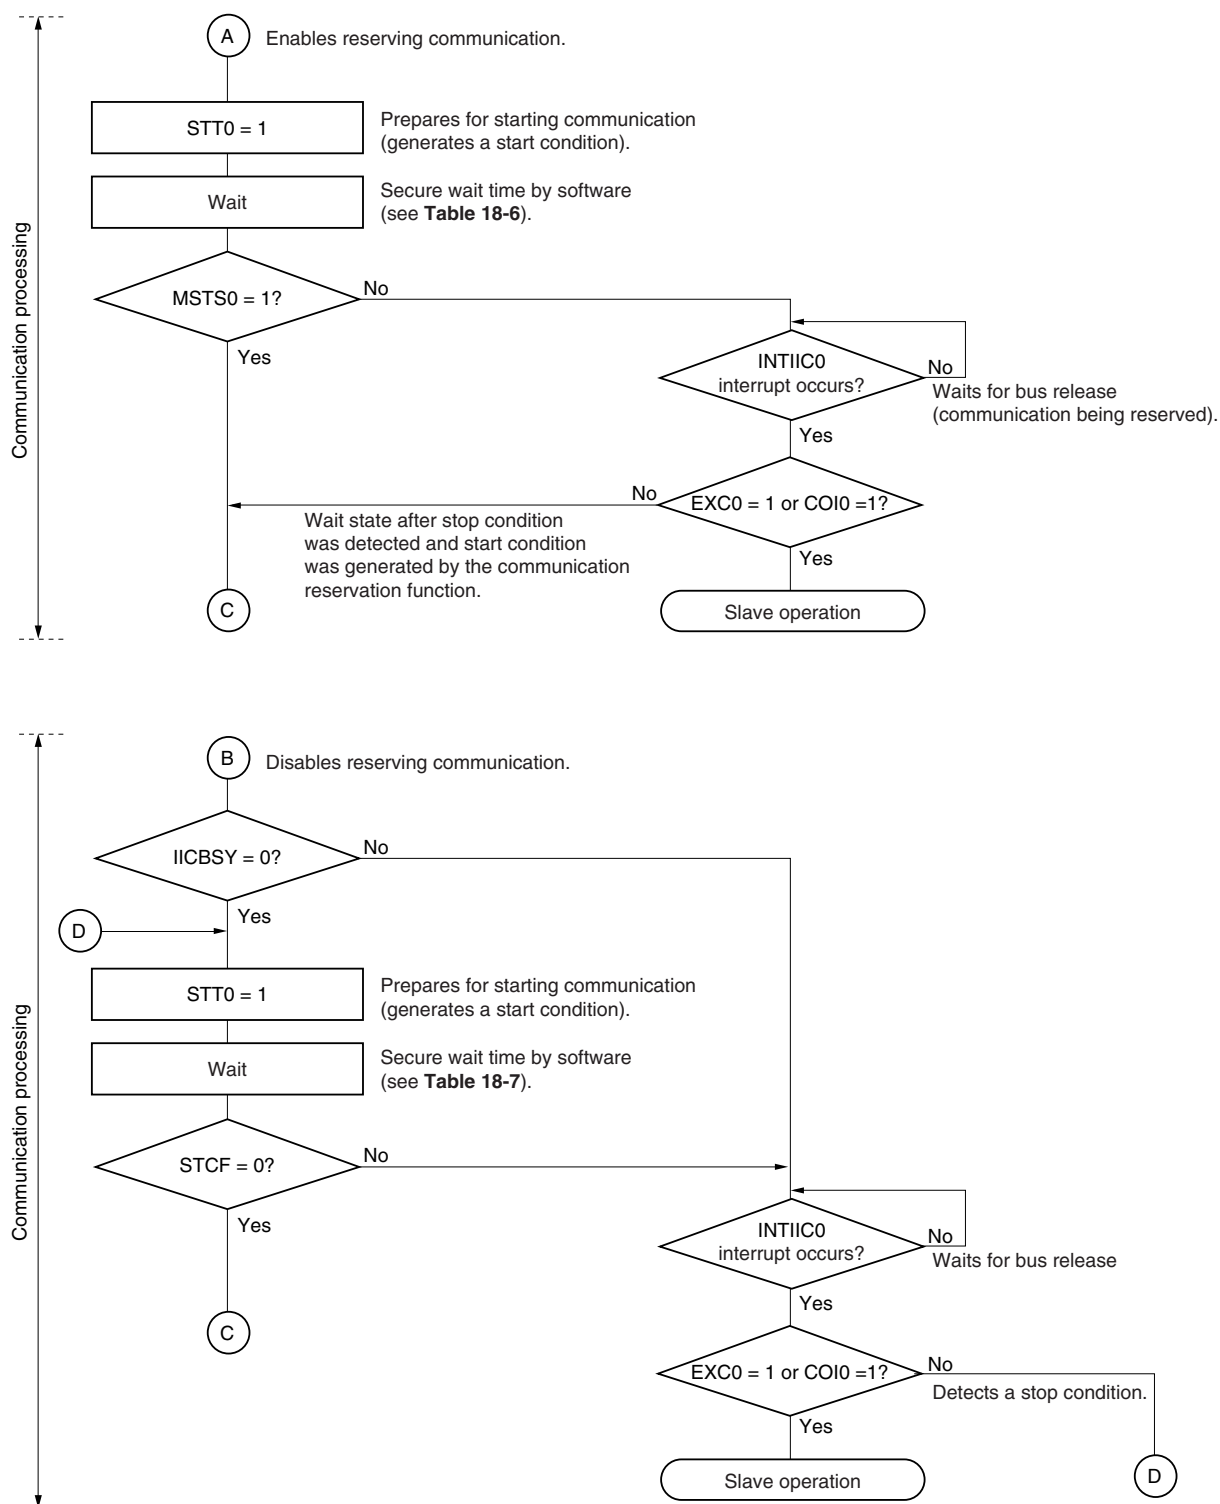 A
Enables reserving communication.
STT0 = 1
Prepares for starting communication
(generates a start condition).
Wait
Secure wait time by software
(see Table 18-6).
MSTS0 = 1?
No
Yes
INTIIC0
interrupt occurs?
No
Waits for bus release
(communication being reserved).
Yes
EXC0 = 1 or COI0 =1?
No
Wait state after stop condition
was detected and start condition
was generated by the communication
reservation function.
Yes
C
Slave operation
Communication processing
B
Disables reserving communication.
IICBSY = 0?
No
Yes
D
STT0 = 1
Prepares for starting communication
(generates a start condition).
Wait
Secure wait time by software
(see Table 18-7).
STCF = 0?
No
Yes
C
INTIIC0
interrupt occurs?
No
Waits for bus release
Yes
EXC0 = 1 or COI0 =1?
No
Detects a stop condition.
Yes
Slave operation
D
Communication processing